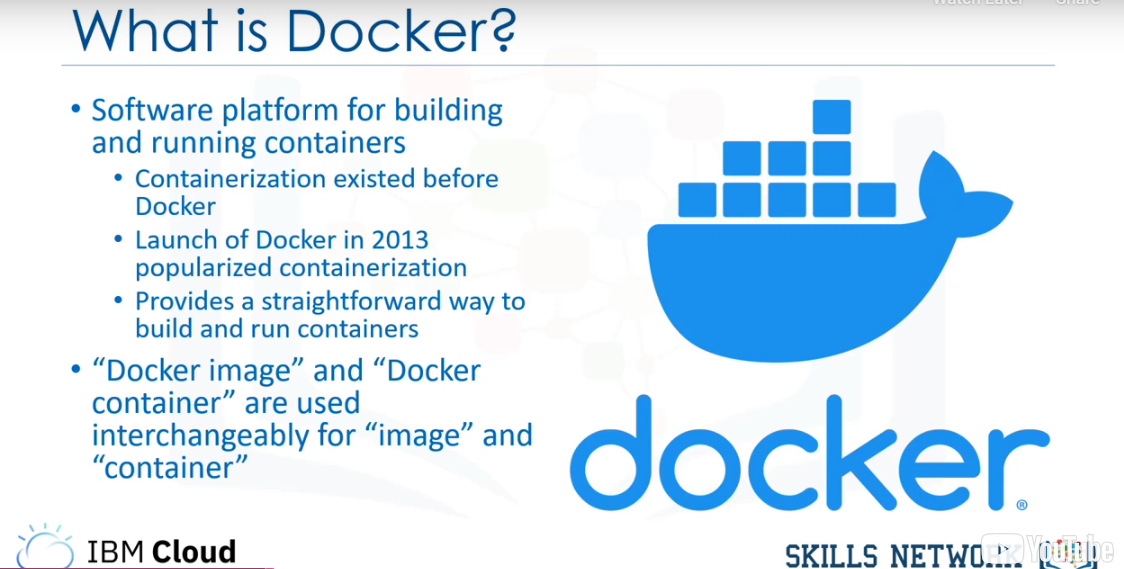 Watch Later Share
What is Docker?
• Software platform for building
and running containers
• Containerization existed before
Docker
• Launch of Docker in 2013
popularized containerization
• Provides a straightforward way to
build and run containers
• “Docker image” and “Docker
container” are used
interchangeably for “image” and
“container”
docker®
IBM Cloud
SKILLS NETWORK
YouTube